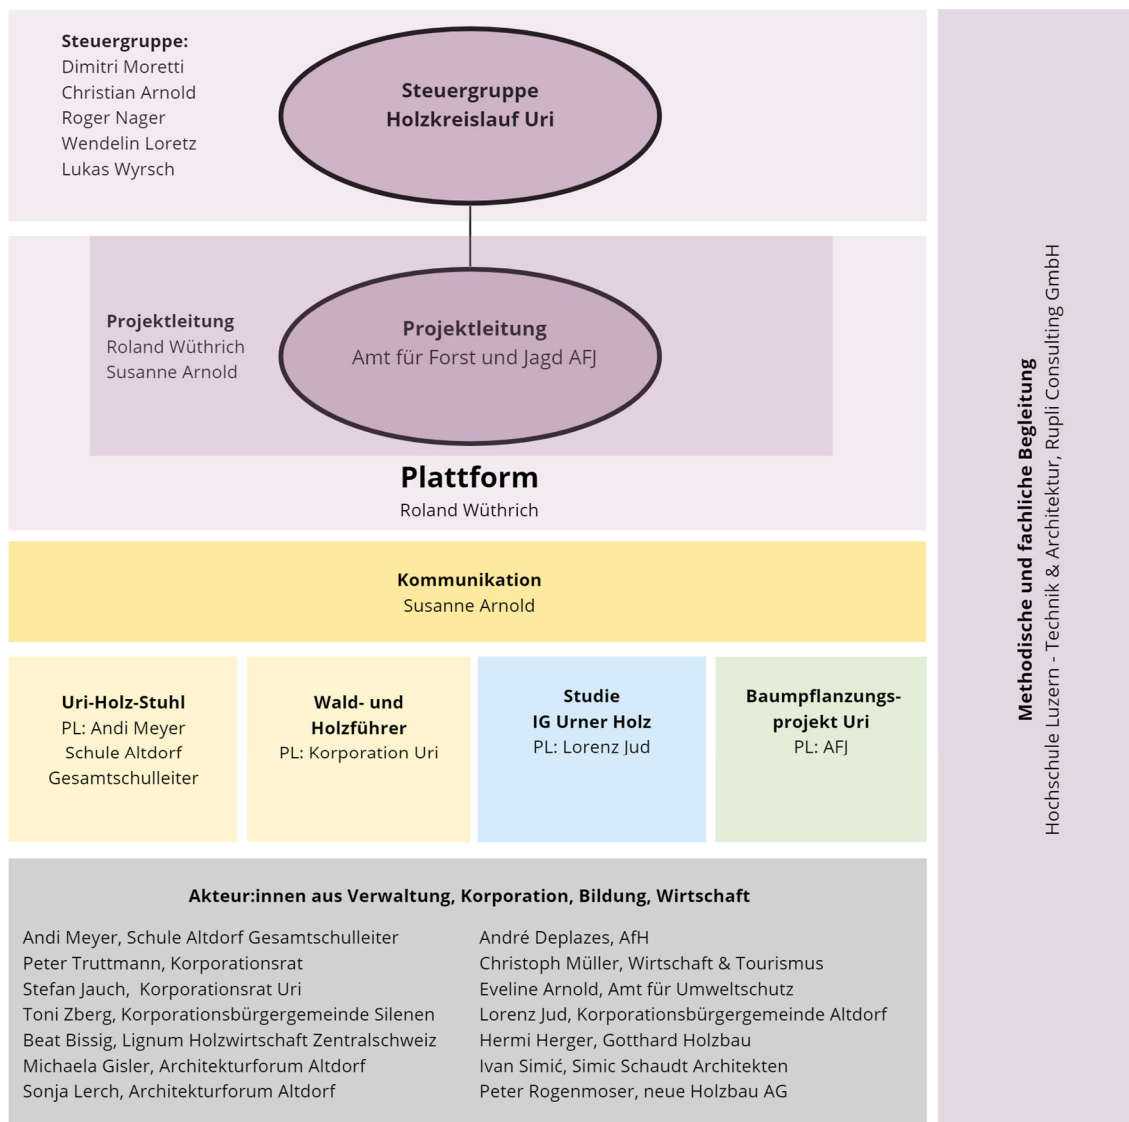 Steuergruppe:
Dimitri Moretti
Christian Arnold
Roger Nager
Wendelin Loretz
Lukas Wyrsch
Steuergruppe
Holzkreislauf Uri
Projektleitung
Roland Wüthrich
Susanne Arnold
Projektleitung
Amt für Forst und Jagd AFJ
Plattform
Roland Wüthrich
Kommunikation
Susanne Arnold
Uri-Holz-Stuhl
PL: Andi Meyer
Schule Altdorf
Gesamtschulleiter
Wald- und
Holzführer
PL: Korporation Uri
Studie
IG Urner Holz
PL: Lorenz Jud
Baumpflanzungs-
projekt Uri
PL: AFJ
Akteur:innen aus Verwaltung, Korporation, Bildung, Wirtschaft
Andi Meyer, Schule Altdorf Gesamtschulleiter
Peter Truttmann, Korporationsrat
Stefan Jauch, Korporationsrat Uri
Toni Zberg, Korporationsbürgergemeinde Silenen
Beat Bissig, Lignum Holzwirtschaft Zentralschweiz
Michaela Gisler, Architekturforum Altdorf
Sonja Lerch, Architekturforum Altdorf
André Deplazes, AfH
Christoph Müller, Wirtschaft & Tourismus
Eveline Arnold, Amt für Umweltschutz
Lorenz Jud, Korporationsbürgergemeinde Altdorf
Hermi Herger, Gotthard Holzbau
Ivan Simić, Simic Schaudt Architekten
Peter Rogenmoser, neue Holzbau AG
Methodische und fachliche Begleitung
Hochschule Luzern - Technik & Architektur, Rupli Consulting GmbH